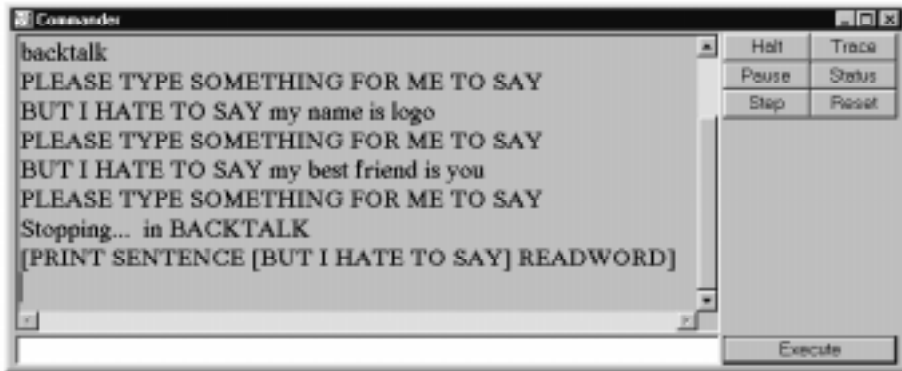 Commander
backtalk
PLEASE TYPE SOMETHING FOR ME TO SAY
BUT I HATE TO SAY my name is logo
PLEASE TYPE SOMETHING FOR ME TO SAY
BUT I HATE TO SAY my best friend is you
PLEASE TYPE SOMETHING FOR ME TO SAY
Stopping... in BACKTALK
[PRINT SENTENCE [BUT I HATE TO SAY] READWORD]
Halt Trace
Pause Status
Step Reset
Execute